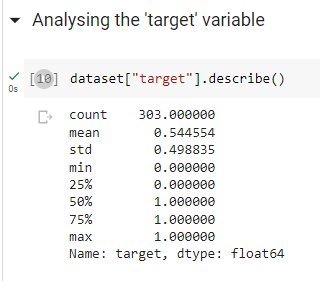 Analysing the 'target' variable
[10] dataset["target"].describe()
0s
count 303.000000
mean 0.544554
std 0.498835
min 0.000000
25% 0.000000
50% 1.000000
75% 1.000000
max 1.000000
Name: target, dtype: float64